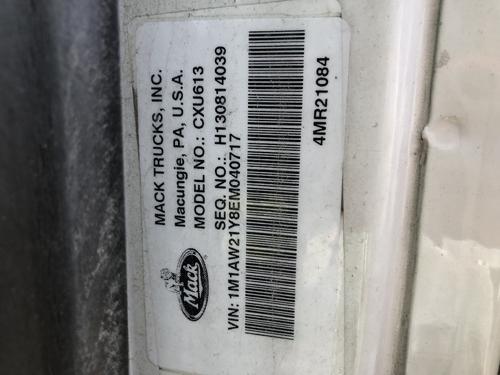 MACK TRUCKS, INC.
Macungie, PA, U.S.A.
MODEL NO.: CXU613
SEQ. NO.: H130814039
Mack
VIN: 1M1AW21Y8EM040717
4MR21084